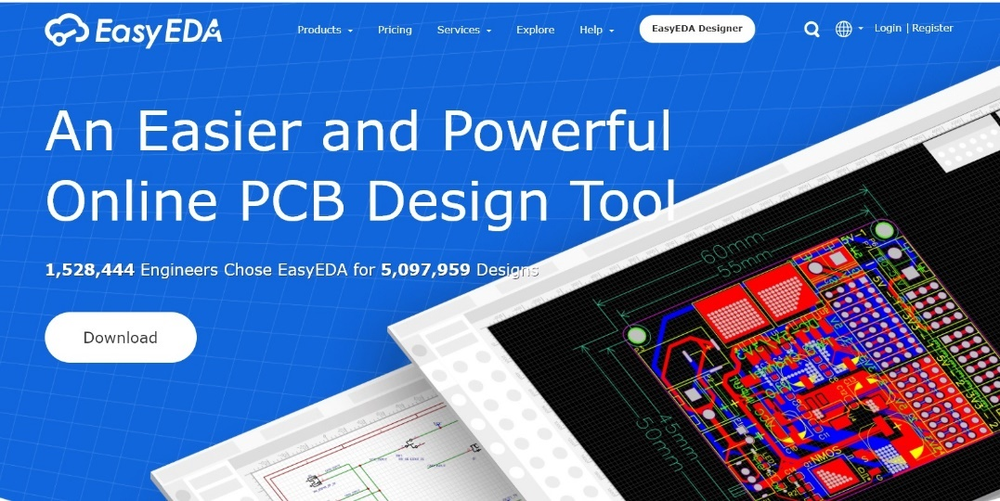 EasyEDA
Products
Pricing
Services
Explore
Help
EasyEDA Designer
Login | Register
An Easier and Powerful
Online PCB Design Tool
1,528,444 Engineers Chose EasyEDA for 5,097,959 Designs
Download
60mm
55mm
45mm
50mm
NMOS